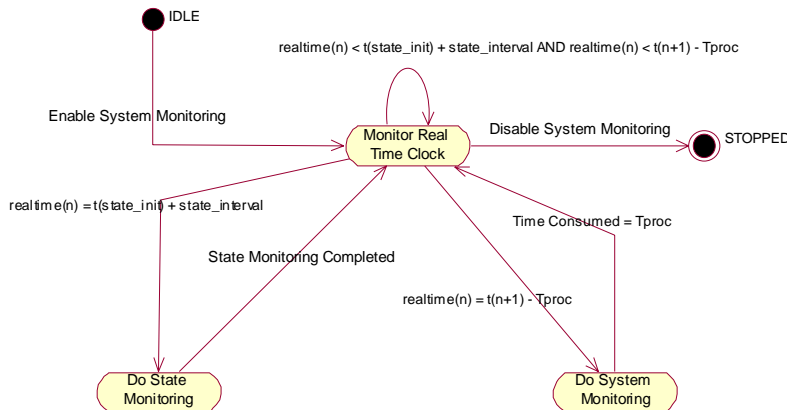 IDLE
realtime(n) < t(state_init) + state_interval AND realtime(n) < t(n+1) - Tproc
Enable System Monitoring
Monitor Real
Time Clock
Disable System Monitoring
STOPPED
realtime(n) = t(state_init) + state_interval
Time Consumed = Tproc
State Monitoring Completed
realtime(n) = t(n+1) - Tproc
Do State
Monitoring
Do System
Monitoring